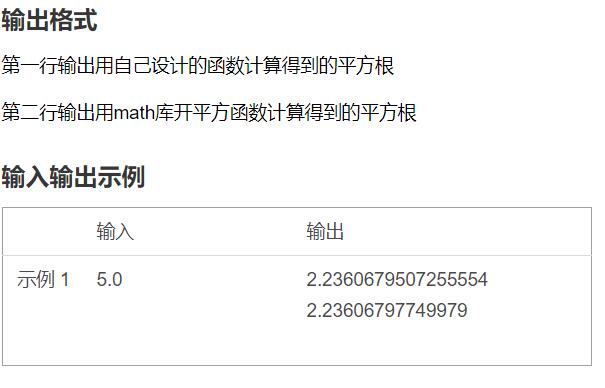 输出格式
第一行输出用自己设计的函数计算得到的平方根
第二行输出用math库开平方函数计算得到的平方根
输入输出示例
输入 输出
示例 1 5.0 2.2360679507255554
2.23606797749979